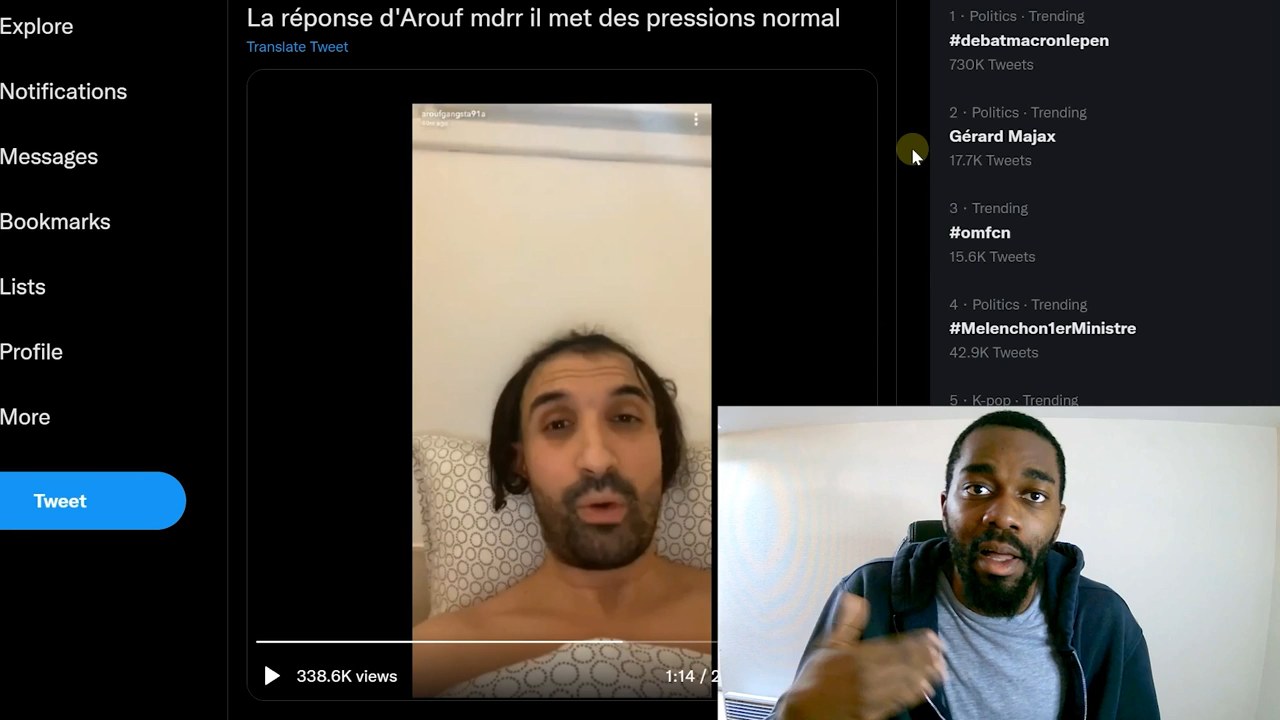 Explore
Notifications
Messages
Bookmarks
Lists
Profile
More
Tweet
La réponse d'Arouf mdrr il met des pressions normal
Translate Tweet
aroufgangsta91a
338.6K views
1:14 / 2
1 · Politics · Trending
#debatmacronlepen
730K Tweets
2 · Politics · Trending
Gérard Majax
17.7K Tweets
3 · Trending
#omfcn
15.6K Tweets
4 · Politics · Trending
#Melenchon1erMinistre
42.9K Tweets
5 · K-pop · Trending